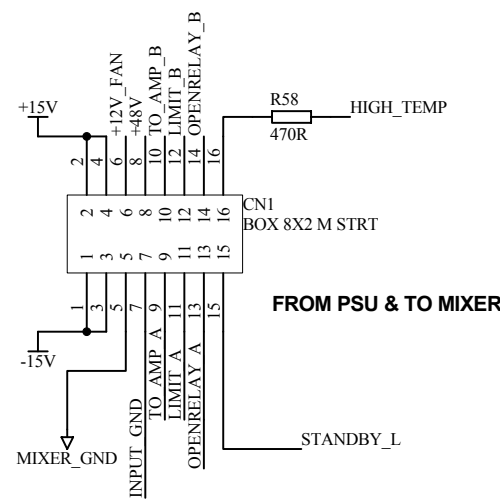 +15V
+12V_FAN
+48V
TO_AMP_B
LIMIT_B
OPENRELAY_B
R58
470R
HIGH_TEMP
2
4
6
8
10
12
14
16
CN1
BOX 8X2 M STRT
2
4
6
8
10
12
14
16
1
3
5
7
9
11
13
15
1
3
5
7
9
11
13
15
FROM PSU & TO MIXER
-15V
MIXER_GND
INPUT_GND
TO_AMP_A
LIMIT_A
OPENRELAY_A
STANDBY_L